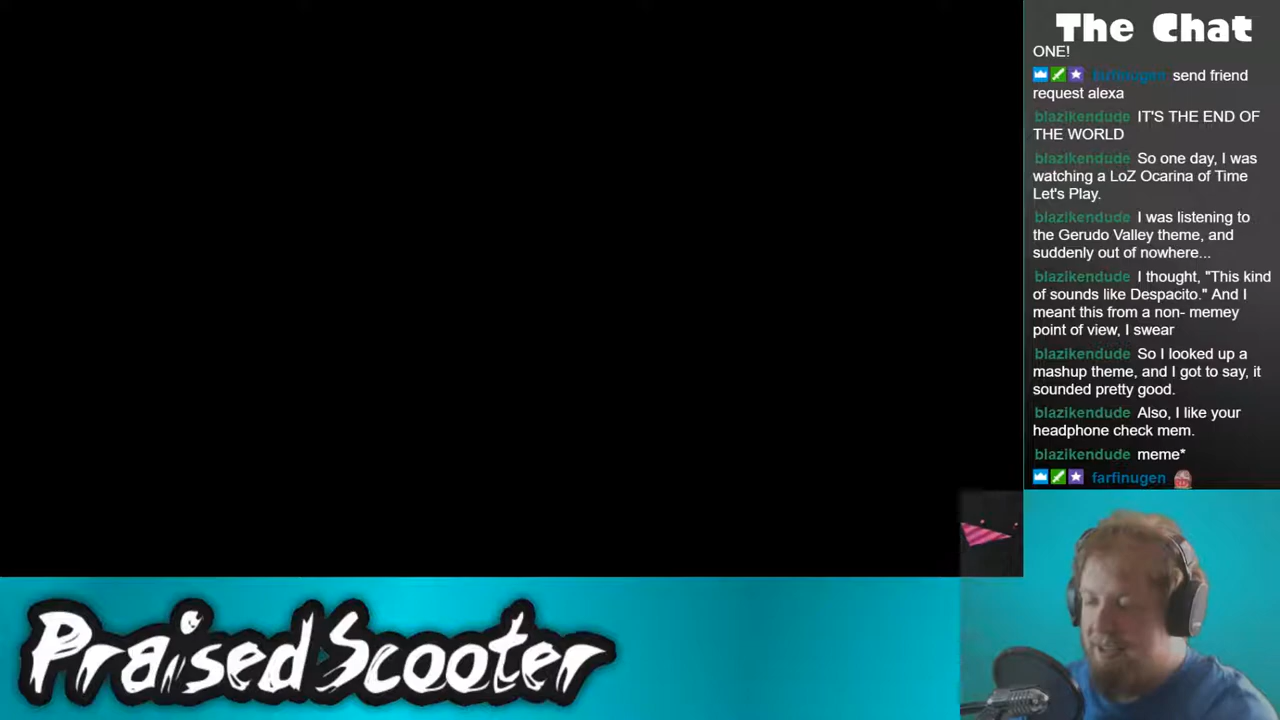 The Chat
ONE!
farfinugen send friend
request alexa
blazikendude IT'S THE END OF
THE WORLD
blazikendude So one day, I was
watching a LoZ Ocarina of Time
Let's Play.
blazikendude I was listening to
the Gerudo Valley theme, and
suddenly out of nowhere...
blazikendude I thought, "This kind
of sounds like Despacito." And I
meant this from a non- memey
point of view, I swear
blazikendude So I looked up a
mashup theme, and I got to say, it
sounded pretty good.
blazikendude Also, I like your
headphone check mem.
blazikendude meme*
farfinugen
PraisedScooter